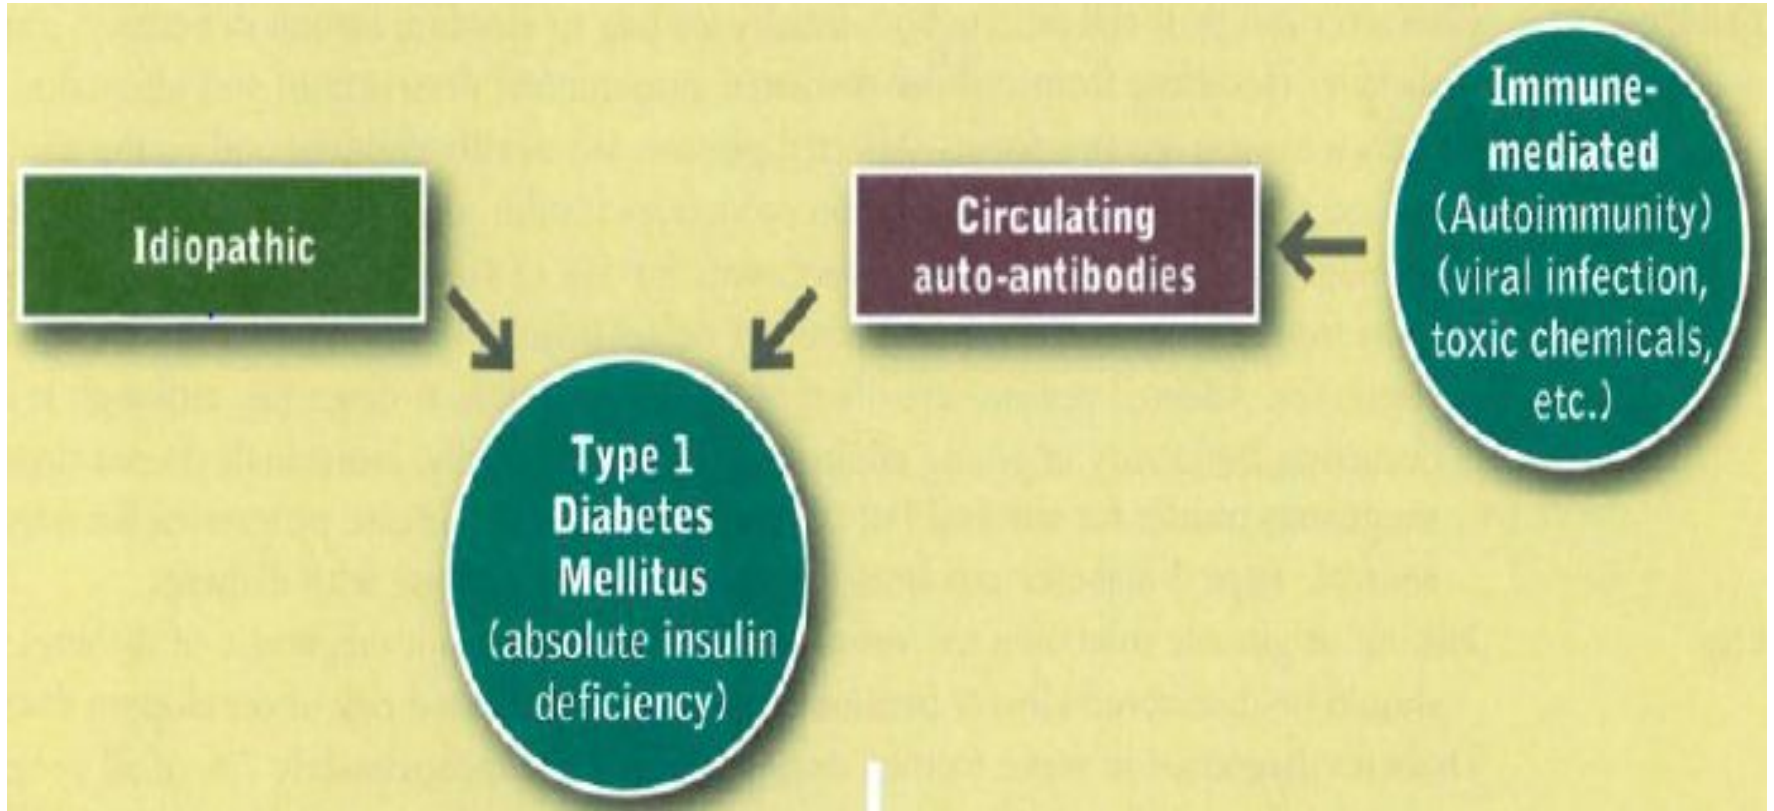 Idiopathic
Circulating
auto-antibodies
Immune-
mediated
(Autoimmunity)
(viral infection,
toxic chemicals,
etc.)
Type 1
Diabetes
Mellitus
(absolute insulin
deficiency)